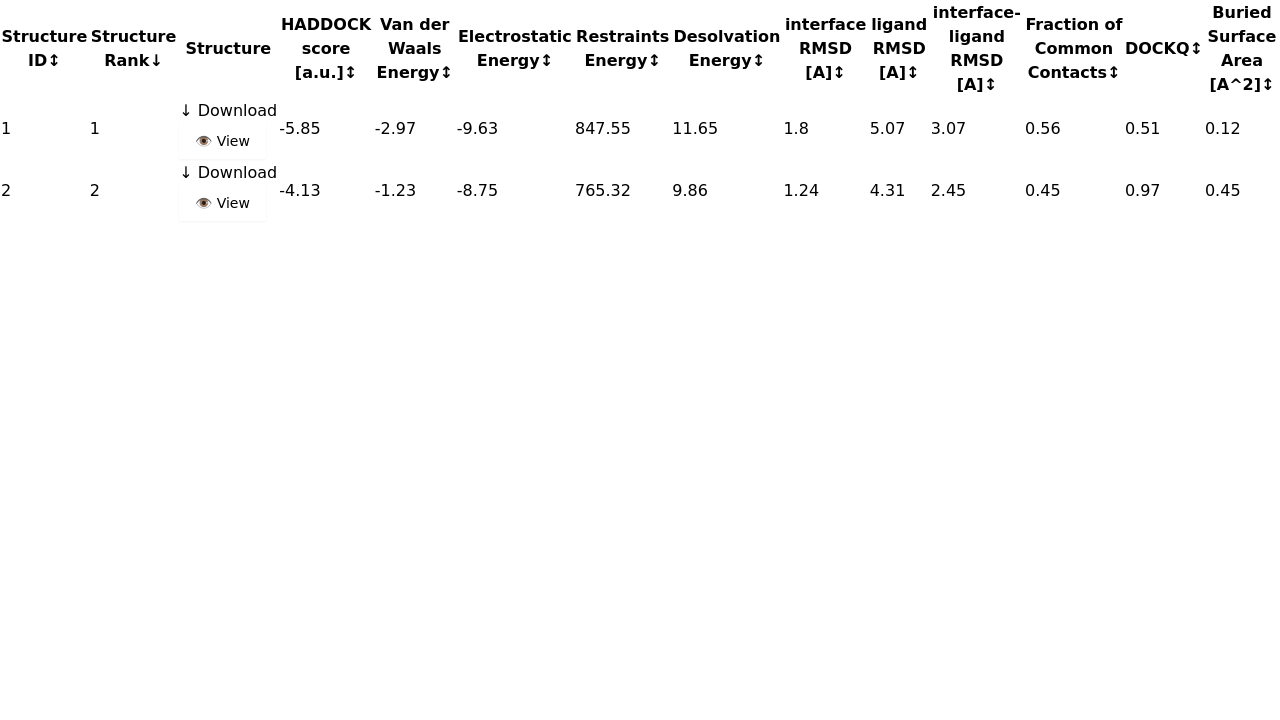 Structure ID↕ Structure Rank↓ Structure HADDOCK score [a.u.]↕ Van der Waals Energy↕ Electrostatic Energy↕ Restraints Energy↕ Desolvation Energy↕ interface RMSD [A]↕ ligand RMSD [A]↕ interface-ligand RMSD [A]↕ Fraction of Common Contacts↕ DOCKQ↕ Buried Surface Area [A^2]↕
1 1 ↓ Download 👁 View -5.85 -2.97 -9.63 847.55 11.65 1.8 5.07 3.07 0.56 0.51 0.12
2 2 ↓ Download 👁 View -4.13 -1.23 -8.75 765.32 9.86 1.24 4.31 2.45 0.45 0.97 0.45